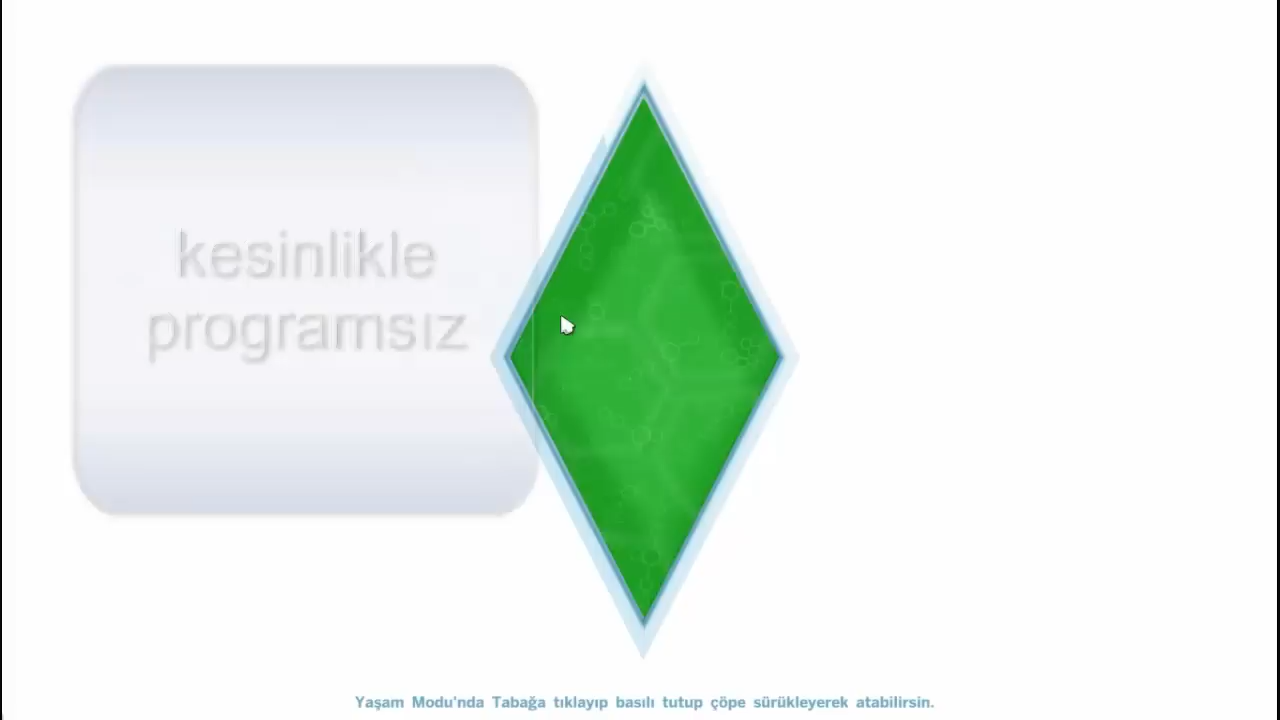 kesinlikle
programsız
Yaşam Modu'nda Tabağa tıklayıp basılı tutup çöpe sürükleyerek atabilirsin.